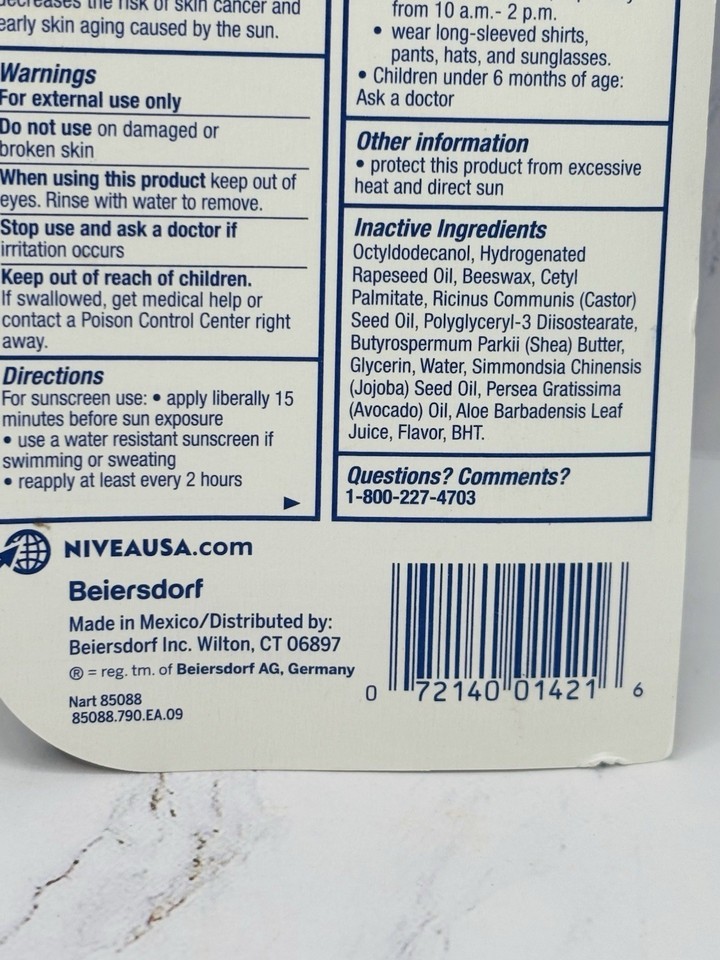 decreases the risk of skin cancer and
early skin aging caused by the sun.
Warnings
For external use only
Do not use on damaged or
broken skin
When using this product keep out of
eyes. Rinse with water to remove.
Stop use and ask a doctor if
irritation occurs
Keep out of reach of children.
If swallowed, get medical help or
contact a Poison Control Center right
away.
Directions
For sunscreen use: • apply liberally 15
minutes before sun exposure
• use a water resistant sunscreen if
swimming or sweating
• reapply at least every 2 hours
from 10 a.m.- 2 p.m.
• wear long-sleeved shirts,
pants, hats, and sunglasses.
• Children under 6 months of age:
Ask a doctor
Other information
• protect this product from excessive
heat and direct sun
Inactive Ingredients
Octyldodecanol, Hydrogenated
Rapeseed Oil, Beeswax, Cetyl
Palmitate, Ricinus Communis (Castor)
Seed Oil, Polyglyceryl-3 Diisostearate,
Butyrospermum Parkii (Shea) Butter,
Glycerin, Water, Simmondsia Chinensis
(Jojoba) Seed Oil, Persea Gratissima
(Avocado) Oil, Aloe Barbadensis Leaf
Juice, Flavor, BHT.
Questions? Comments?
1-800-227-4703
NIVEAUSA.com
Beiersdorf
Made in Mexico/Distributed by:
Beiersdorf Inc. Wilton, CT 06897
® = reg. tm. of Beiersdorf AG, Germany
Nart 85088
85088.790.EA.09
0 72140 01421 6